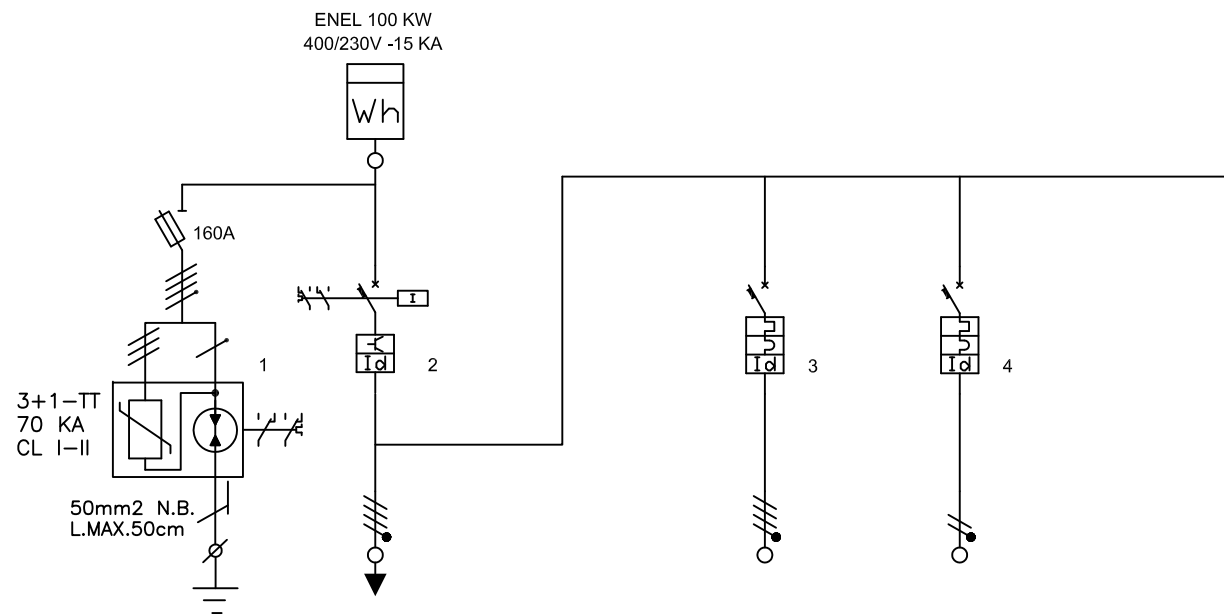 ENEL 100 KW
400/230V -15 KA
Wh
160A
I
1
Id
2
Id
3
Id
4
3+1-TT
70 KA
CL I-II
50mm2 N.B.
L.MAX.50cm